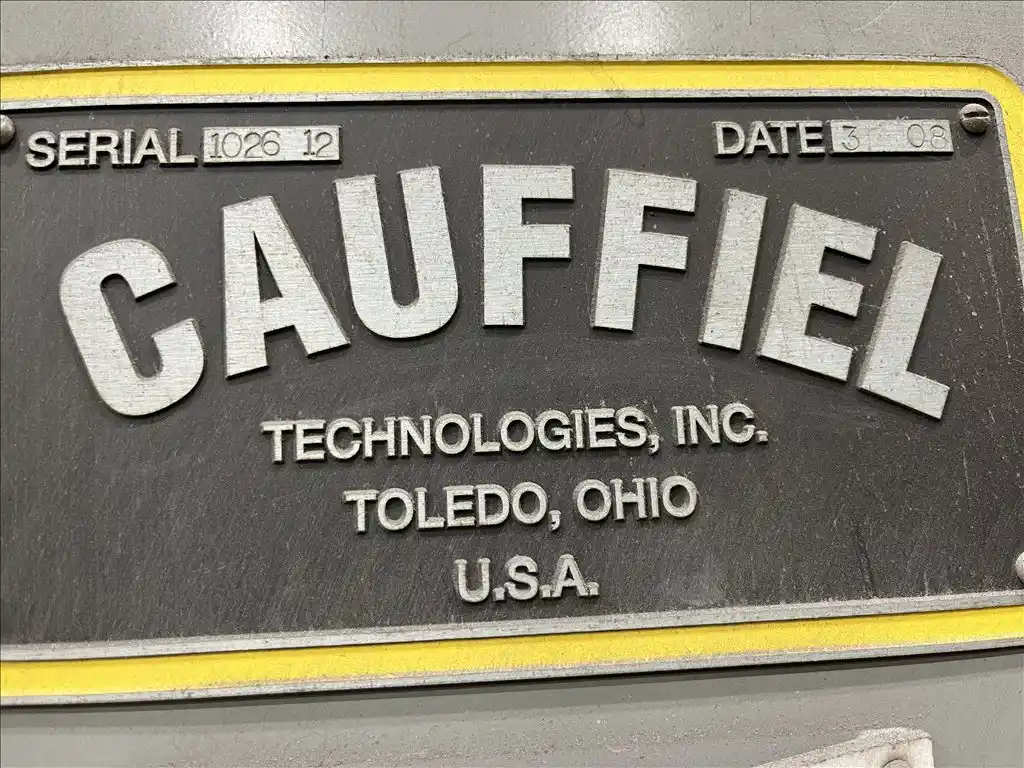 SERIAL 1026 12 DATE 3 08
CAUFFIEL
TECHNOLOGIES, INC.
TOLEDO, OHIO
U.S.A.